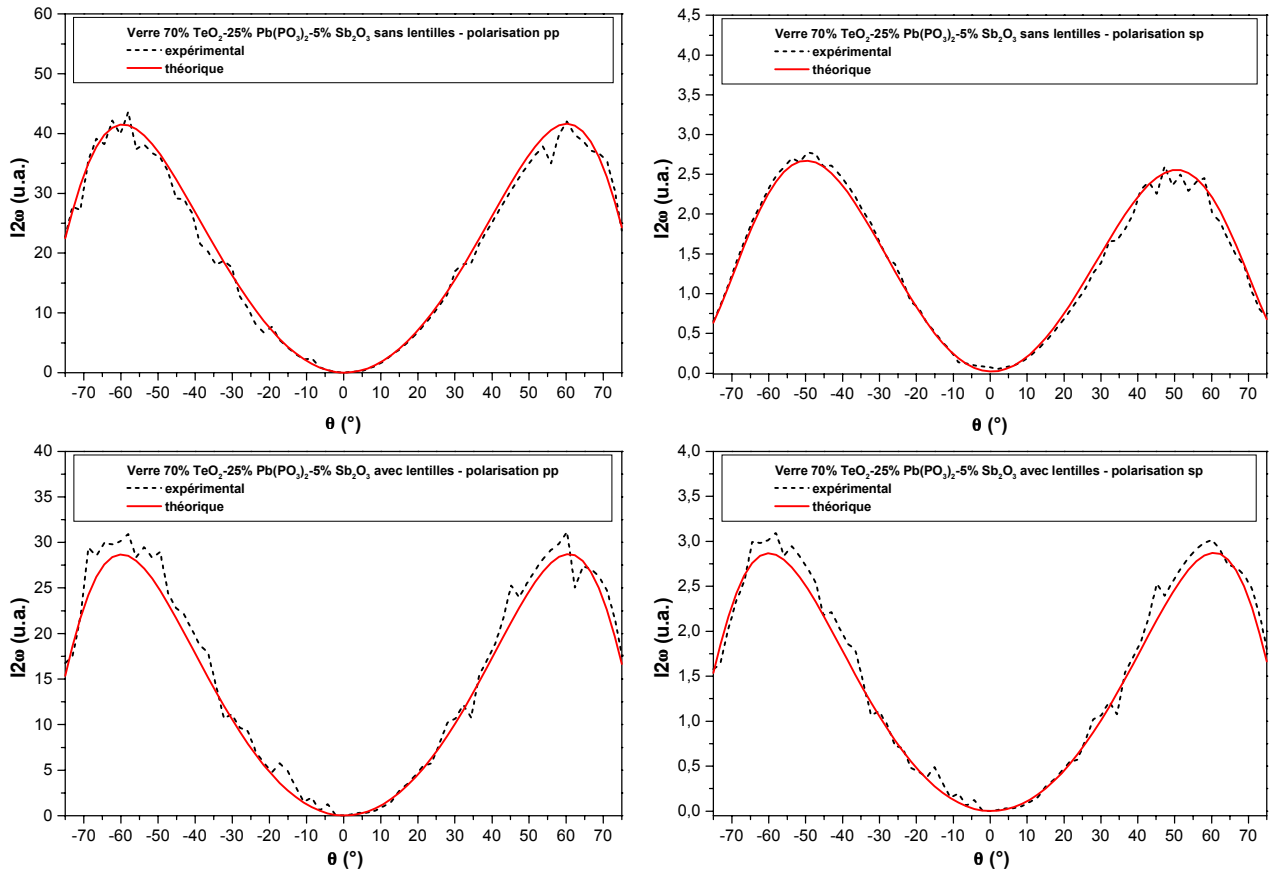 Verre 70% TeO₂-25% Pb(PO₃)₂-5% Sb₂O₃ sans lentilles - polarisation pp
expérimental
théorique
60
50
40
30
20
10
0
I2ω (u.a.)
-70 -60 -50 -40 -30 -20 -10 0 10 20 30 40 50 60 70
θ (°)
Verre 70% TeO₂-25% Pb(PO₃)₂-5% Sb₂O₃ sans lentilles - polarisation sp
expérimental
théorique
4,5
4,0
3,5
3,0
2,5
2,0
1,5
1,0
0,5
0,0
I2ω (u.a.)
-70 -60 -50 -40 -30 -20 -10 0 10 20 30 40 50 60 70
θ (°)
Verre 70% TeO₂-25% Pb(PO₃)₂-5% Sb₂O₃ avec lentilles - polarisation pp
expérimental
théorique
40
35
30
25
20
15
10
5
0
I2ω (u.a.)
-70 -60 -50 -40 -30 -20 -10 0 10 20 30 40 50 60 70
θ (°)
Verre 70% TeO₂-25% Pb(PO₃)₂-5% Sb₂O₃ avec lentilles - polarisation sp
expérimental
théorique
4,0
3,5
3,0
2,5
2,0
1,5
1,0
0,5
0,0
I2ω (u.a.)
-70 -60 -50 -40 -30 -20 -10 0 10 20 30 40 50 60 70
θ (°)